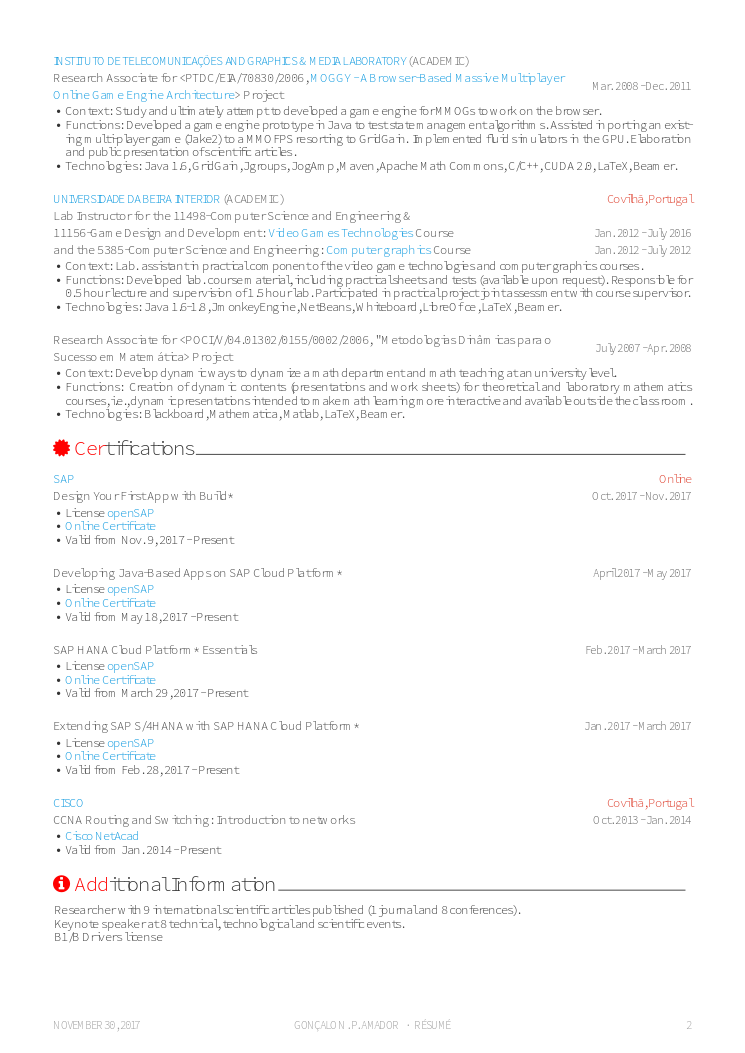 INSTITUTO DE TELECOMUNICAÇÕES AND GRAPHICS & MEDIA LABORATORY (ACADEMIC)
Research Associate for <PTDC/EIA/70830/2006, MOGGY - A Browser-Based Massive Multiplayer
Online Game Engine Architecture> Project
Mar. 2008 - Dec. 2011
• Context: Study and ultimately attempt to developed a game engine for MMOGs to work on the browser.
• Functions: Developed a game engine prototype in Java to test state management algorithms. Assisted in porting an exist-
ing multi-player game (Jake2) to a MMOFPS resorting to GridGain. Implemented fluid simulators in the GPU. Elaboration
and public presentation of scientific articles.
• Technologies: Java 1.6, GridGain, Jgroups, JogAmp, Maven, Apache Math Commons, C/C++, CUDA 2.0, LaTeX, Beamer.
UNIVERSIDADE DA BEIRA INTERIOR (ACADEMIC) Covilhã, Portugal
Lab Instructor for the 11498-Computer Science and Engineering &
11156-Game Design and Development: Video Games Technologies Course Jan. 2012 - July 2016
and the 5385-Computer Science and Engineering: Computer graphics Course Jan. 2012 - July 2012
• Context: Lab. assistant in practical component of the video game technologies and computer graphics courses.
• Functions: Developed lab. course material, including practical sheets and tests (available upon request). Responsible for
0.5 hour lecture and supervision of 1.5 hour lab. Participated in practical project joint assessment with course supervisor.
• Technologies: Java 1.6-1.8, JmonkeyEngine, NetBeans, Whiteboard, LibreOfce, LaTeX, Beamer.
Research Associate for <POCI/V/04.01302/0155/0002/2006, "Metodologias Dinâmicas para o
Sucesso em Matemática> Project
July 2007 - Apr. 2008
• Context: Develop dynamic ways to dynamize a math department and math teaching at an university level.
• Functions: Creation of dynamic contents (presentations and work sheets) for theoretical and laboratory mathematics
courses, i.e., dynamic presentations intended to make math learning more interactive and available outside the classroom.
• Technologies: Blackboard, Mathematica, Matlab, LaTeX, Beamer.
Certifications
SAP Online
Design Your First App with Build* Oct. 2017 - Nov. 2017
• License openSAP
• Online Certificate
• Valid from Nov. 9, 2017 - Present
Developing Java-Based Apps on SAP Cloud Platform* April 2017 - May 2017
• License openSAP
• Online Certificate
• Valid from May 18, 2017 - Present
SAP HANA Cloud Platform* Essentials Feb. 2017 - March 2017
• License openSAP
• Online Certificate
• Valid from March 29, 2017 - Present
Extending SAP S/4HANA with SAP HANA Cloud Platform* Jan. 2017 - March 2017
• License openSAP
• Online Certificate
• Valid from Feb. 28, 2017 - Present
CISCO Covilhã, Portugal
CCNA Routing and Switching: Introduction to networks Oct. 2013 - Jan. 2014
• Cisco NetAcad
• Valid from Jan. 2014 - Present
Additional Information
Researcher with 9 international scientific articles published (1 journal and 8 conferences).
Keynote speaker at 8 technical, technological and scientific events.
B1/B Drivers license
NOVEMBER 30, 2017 GONÇALO N. P. AMADOR · RÉSUMÉ 2